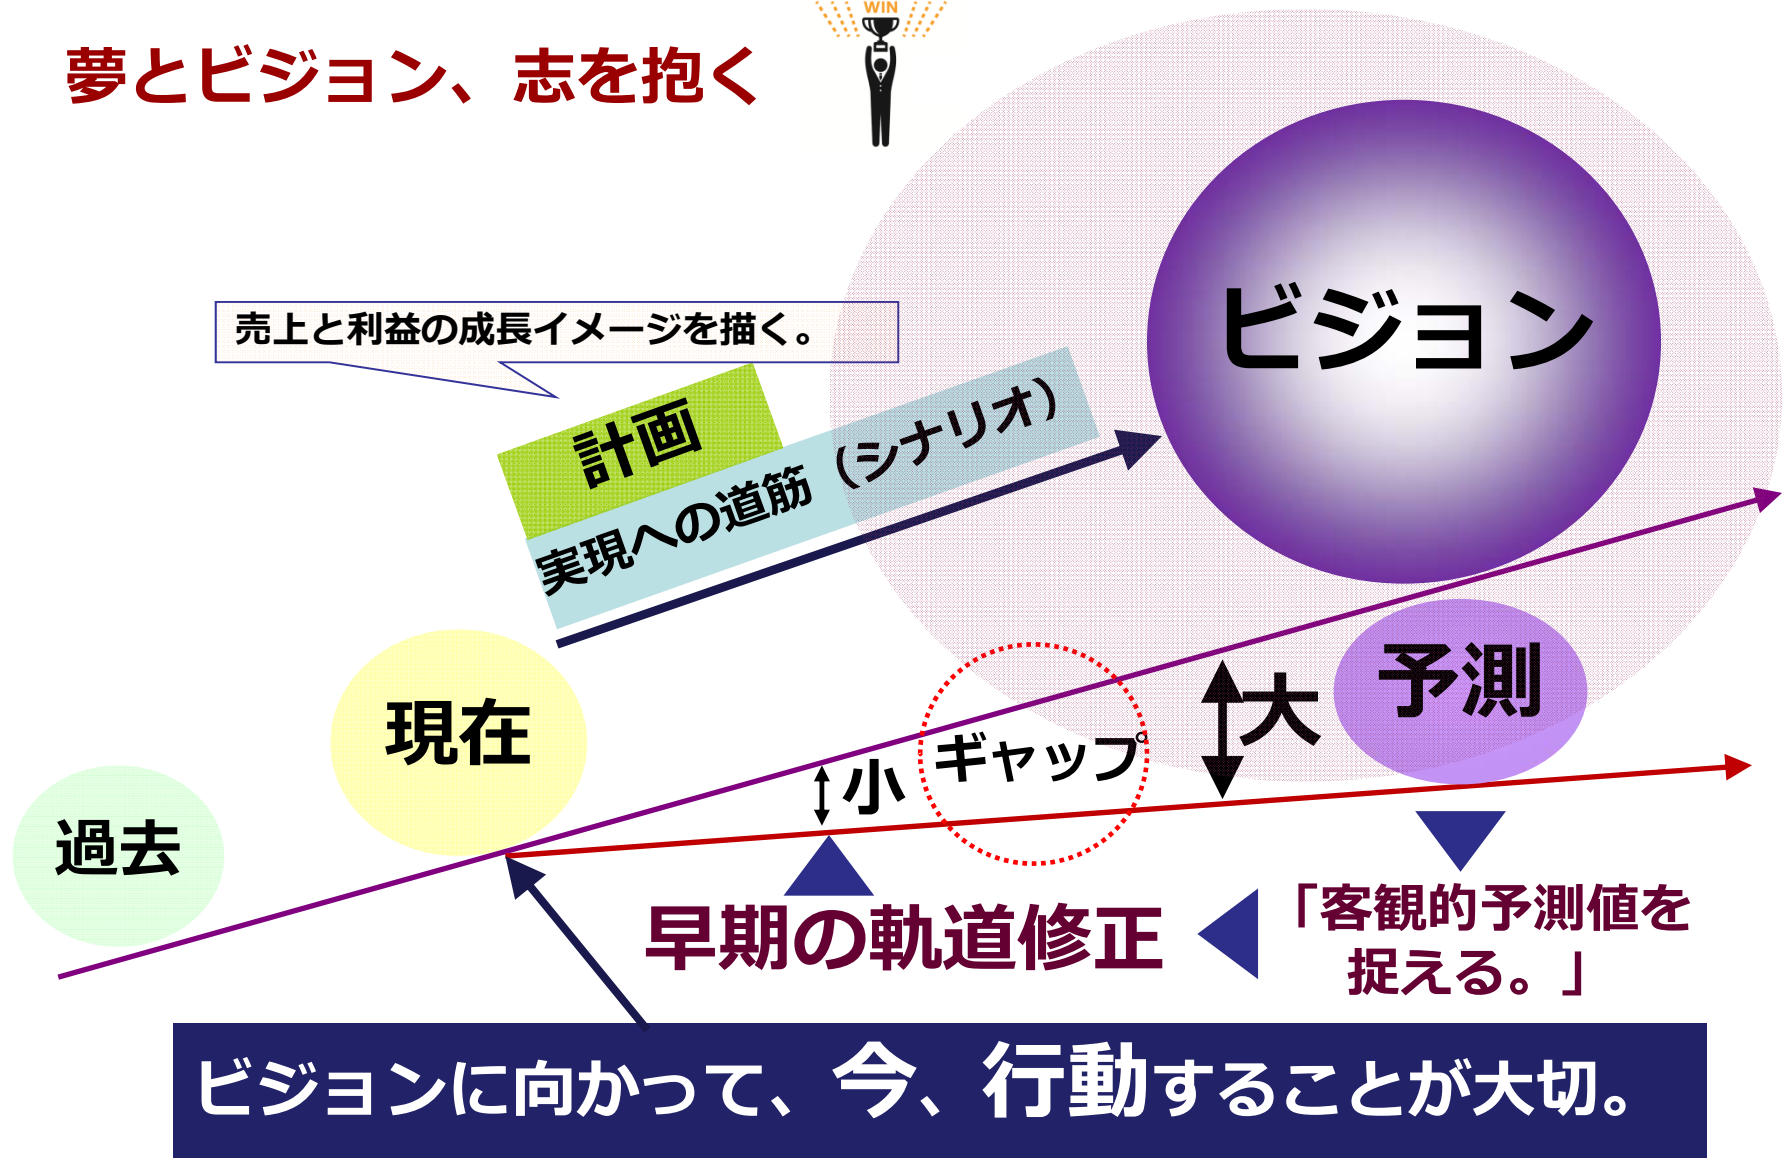 WIN
夢とビジョン、志を抱く
ビジョン
売上と利益の成長イメージを描く。
計画
実現への道筋（シナリオ）
現在
予測
大
ギャップ
小
過去
早期の軌道修正
「客観的予測値を
捉える。」
ビジョンに向かって、今、行動することが大切。